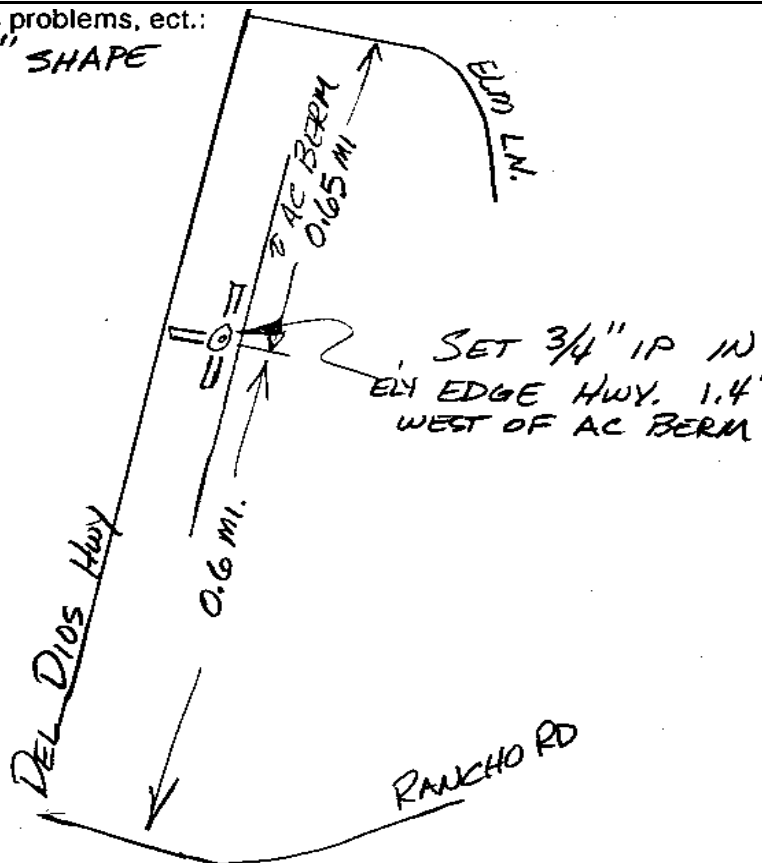 problems, ect.:
" SHAPE
ELM LN.
AC BERM
0.65 MI
SET 3/4" IP IN
ELY EDGE HWY. 1.4'
WEST OF AC BERM
0.6 MI.
DEL DIOS HWY
RANCHO RD